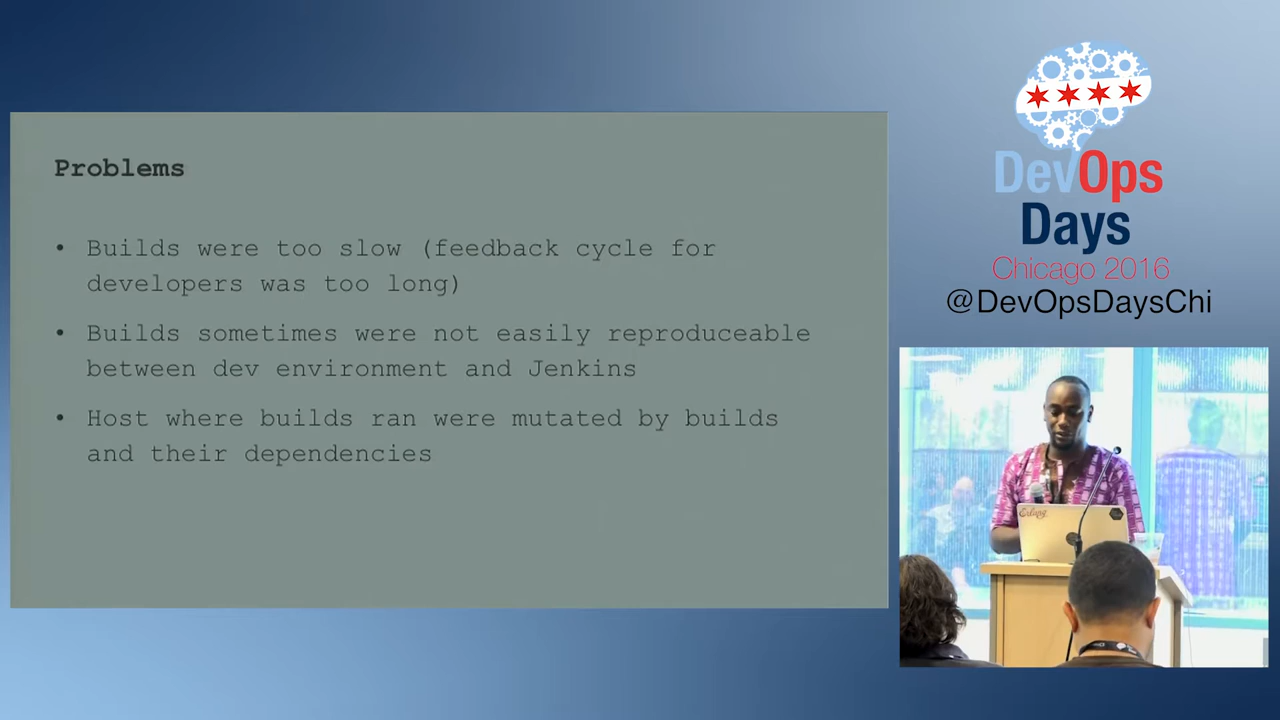 Problems
• Builds were too slow (feedback cycle for
developers was too long)
• Builds sometimes were not easily reproduceable
between dev environment and Jenkins
• Host where builds ran were mutated by builds
and their dependencies
DevOps
Days
Chicago 2016
@DevOpsDaysChi
Erlang